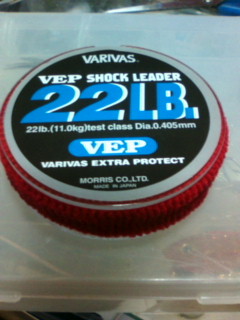 VARIVAS®
VEP SHOCK LEADER
22LB.
22lb.(11.0kg)test class Dia.0.405mm
VEP
VARIVAS EXTRA PROTECT
MORRIS CO.,LTD.
MADE IN JAPAN